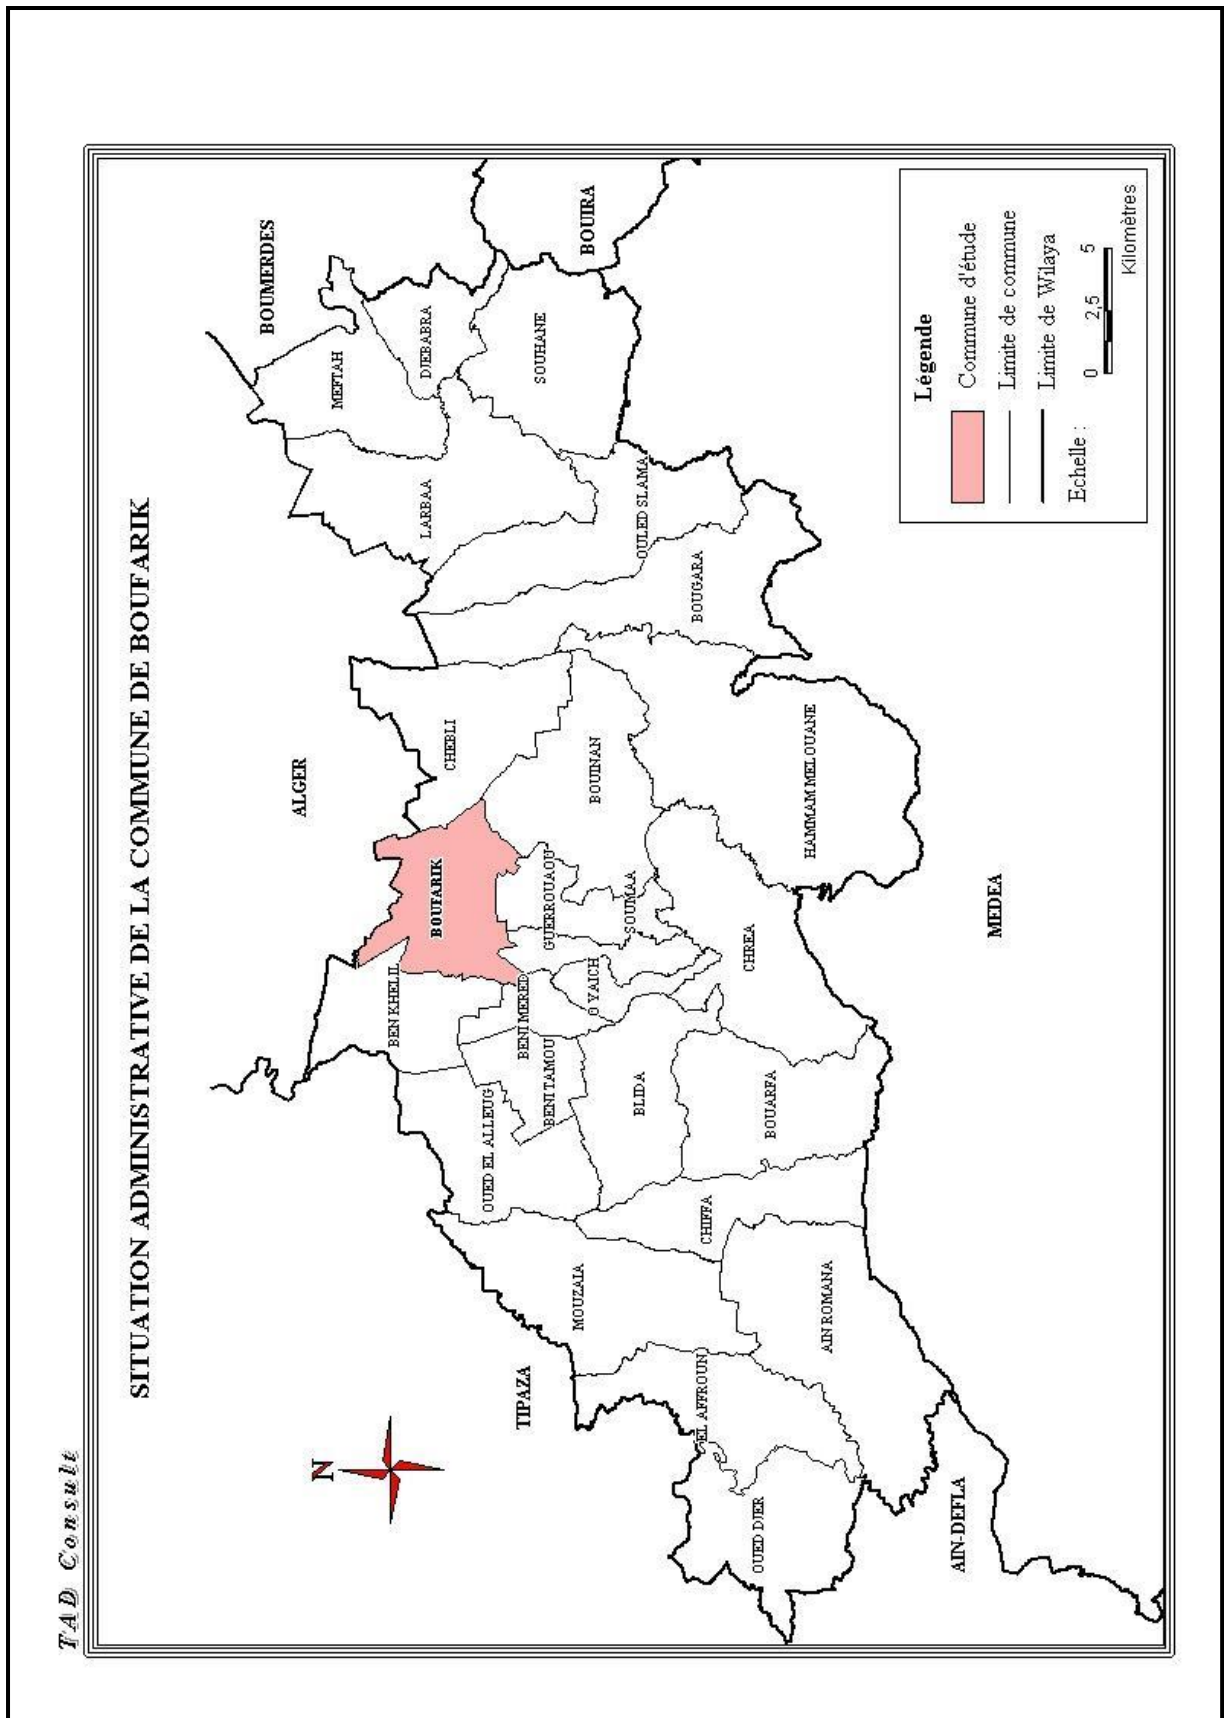 TAD Consult
SITUATION ADMINISTRATIVE DE LA COMMUNE DE BOUFARIK
N
ALGER
BOUMERDES
BOUIRA
TIPAZA
MEDEA
AIN-DEFLA
MEFTAH
DJEBABRA
SOUHANE
LARBAA
OULED SLAMA
BOUGARA
CHEBLI
BOUINAN
HAMMAM MELOUANE
BOUFARIK
GUERROUAOU
SOUMAA
CHREA
BEN KHELIL
BENI MERED
O YAICH
BENI TAMOU
BLIDA
BOUARFA
OUED EL ALLEUG
CHIFFA
MOUZAIA
AIN ROMANA
EL AFFROUN
OUED DJER
Légende
Commune d'étude
Limite de commune
Limite de Wilaya
Echelle :
0 2,5 5
Kilomètres